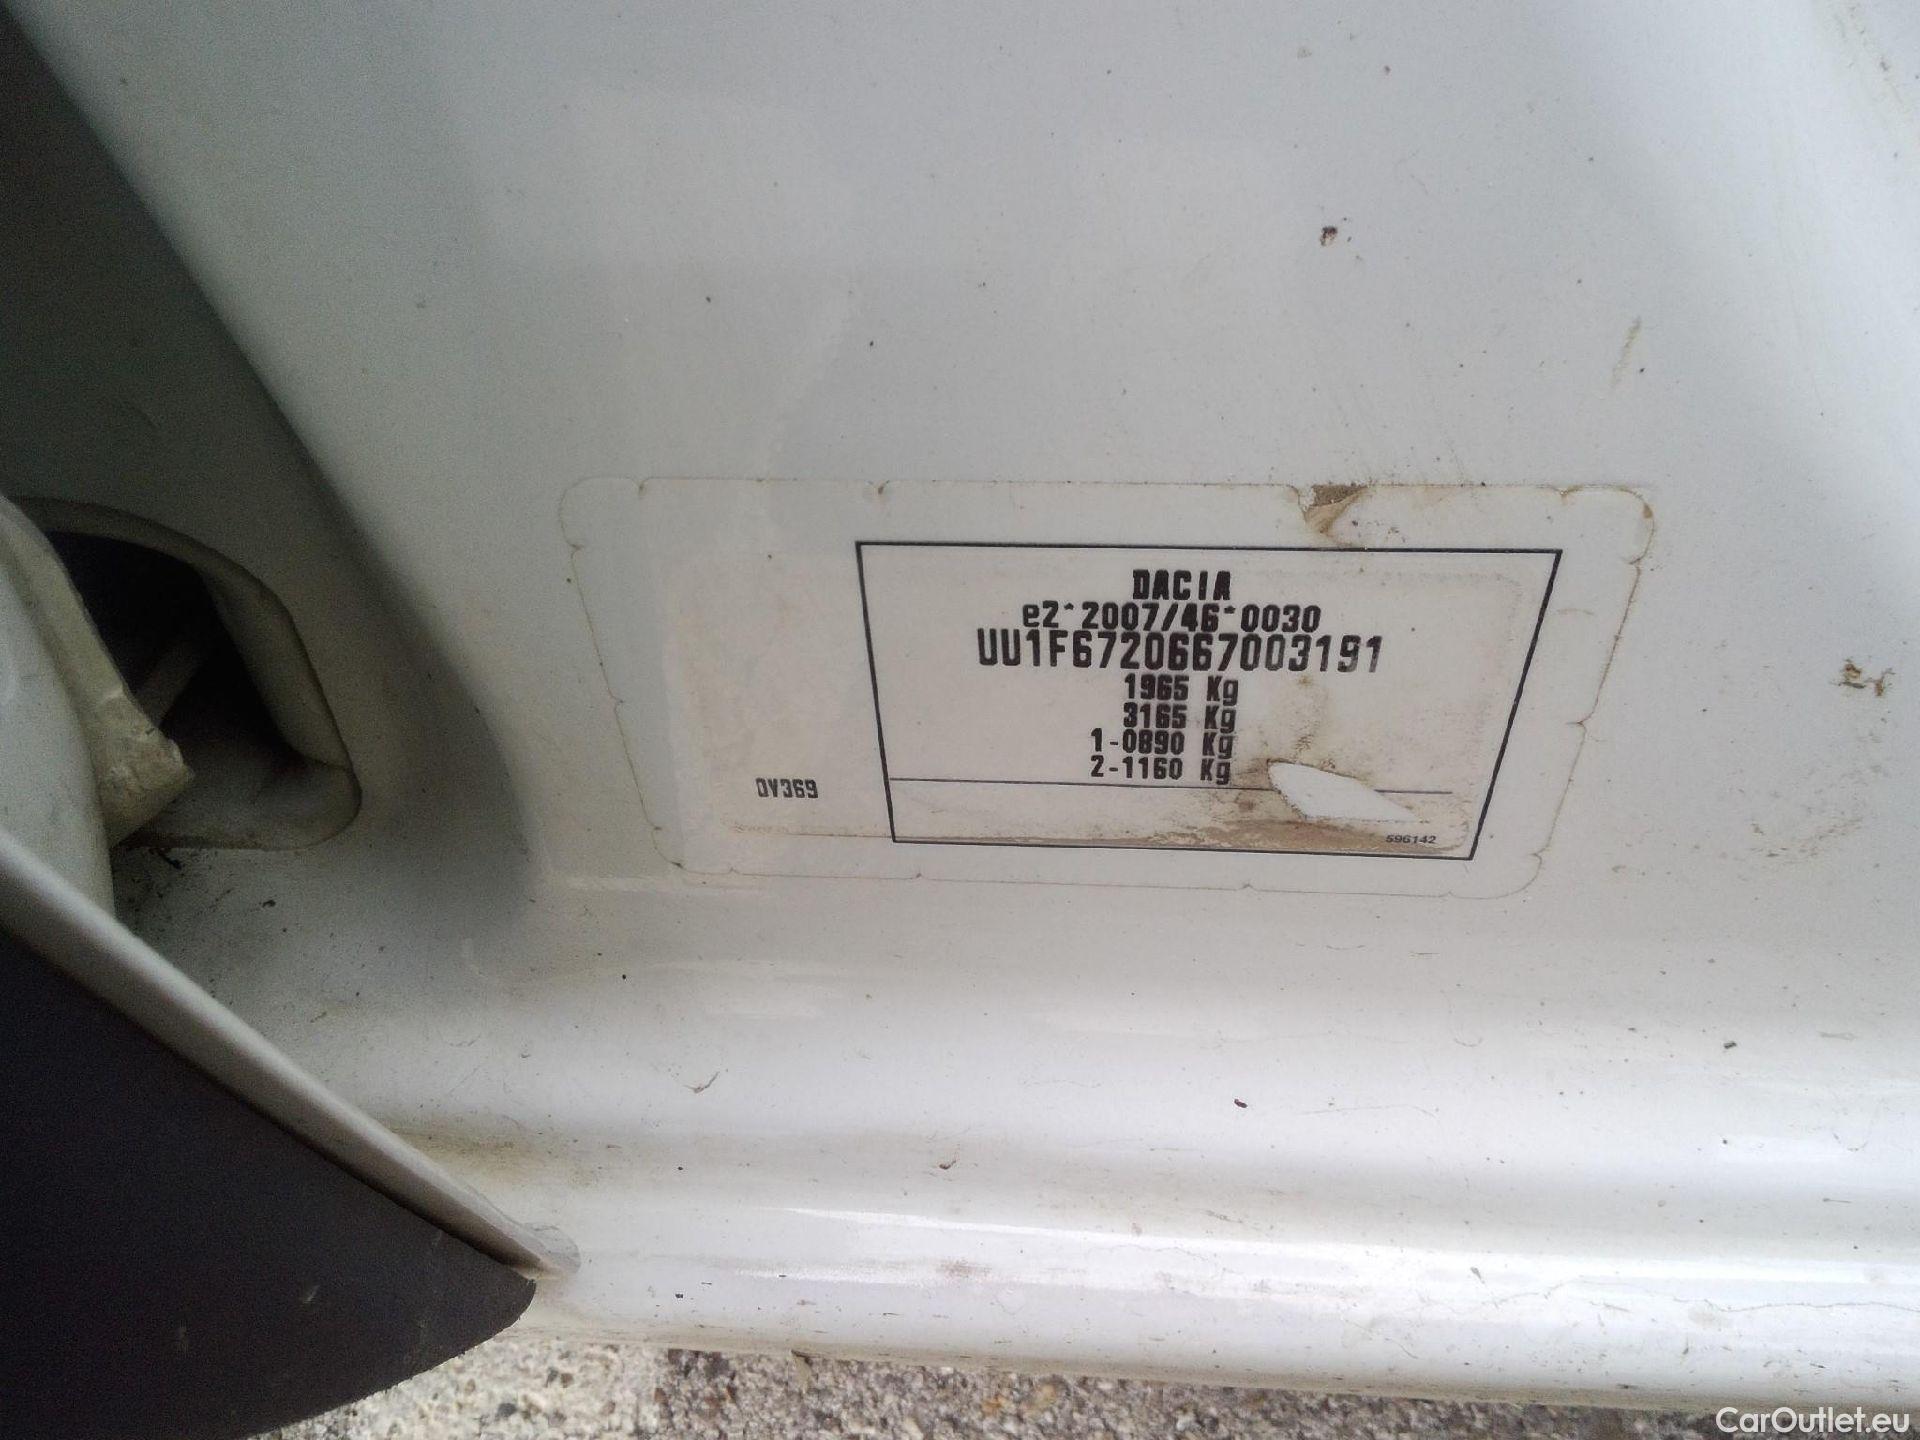 DACIA
e2*2007/46*0030
UU1F6720667003191
1965 Kg
3165 Kg
1-0890 Kg
2-1160 Kg
DV369
596142
CarOutlet.eu